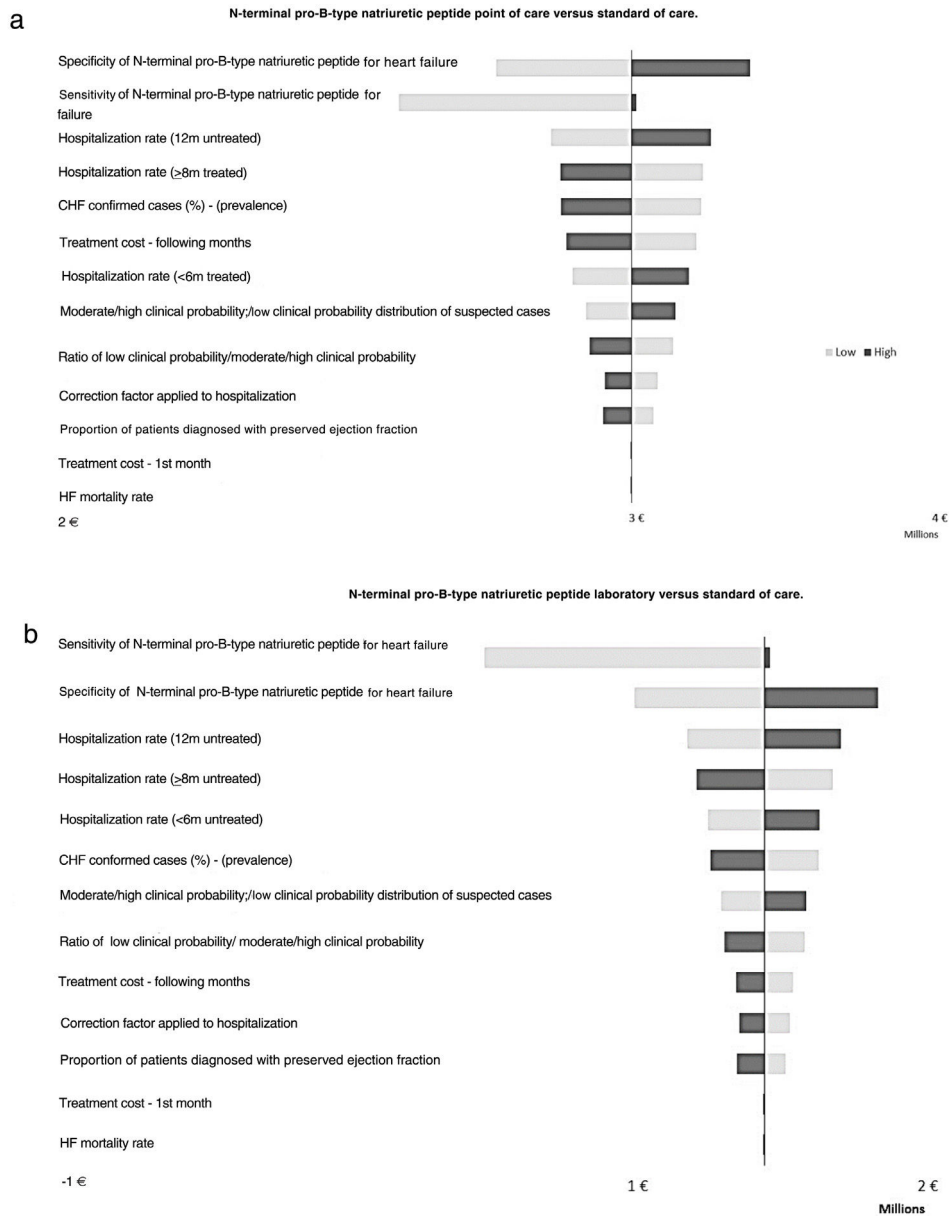 a
N-terminal pro-B-type natriuretic peptide point of care versus standard of care.
Specificity of N-terminal pro-B-type natriuretic peptide for heart failure
Sensitivity of N-terminal pro-B-type natriuretic peptide for
failure
Hospitalization rate (12m untreated)
Hospitalization rate (≥8m treated)
CHF confirmed cases (%) - (prevalence)
Treatment cost - following months
Hospitalization rate (<6m treated)
Moderate/high clinical probability;/low clinical probability distribution of suspected cases
Low High
Ratio of low clinical probability/moderate/high clinical probability
Correction factor applied to hospitalization
Proportion of patients diagnosed with preserved ejection fraction
Treatment cost - 1st month
HF mortality rate
2 € 3 € 4 €
Millions
N-terminal pro-B-type natriuretic peptide laboratory versus standard of care.
b
Sensitivity of N-terminal pro-B-type natriuretic peptide for heart failure
Specificity of N-terminal pro-B-type natriuretic peptide for heart failure
Hospitalization rate (12m untreated)
Hospitalization rate (≥8m untreated)
Hospitalization rate (<6m untreated)
CHF conformed cases (%) - (prevalence)
Moderate/high clinical probability;/low clinical probability distribution of suspected cases
Ratio of low clinical probability/ moderate/high clinical probability
Treatment cost - following months
Correction factor applied to hospitalization
Proportion of patients diagnosed with preserved ejection fraction
Treatment cost - 1st month
HF mortality rate
-1 € 1 € 2 €
Millions